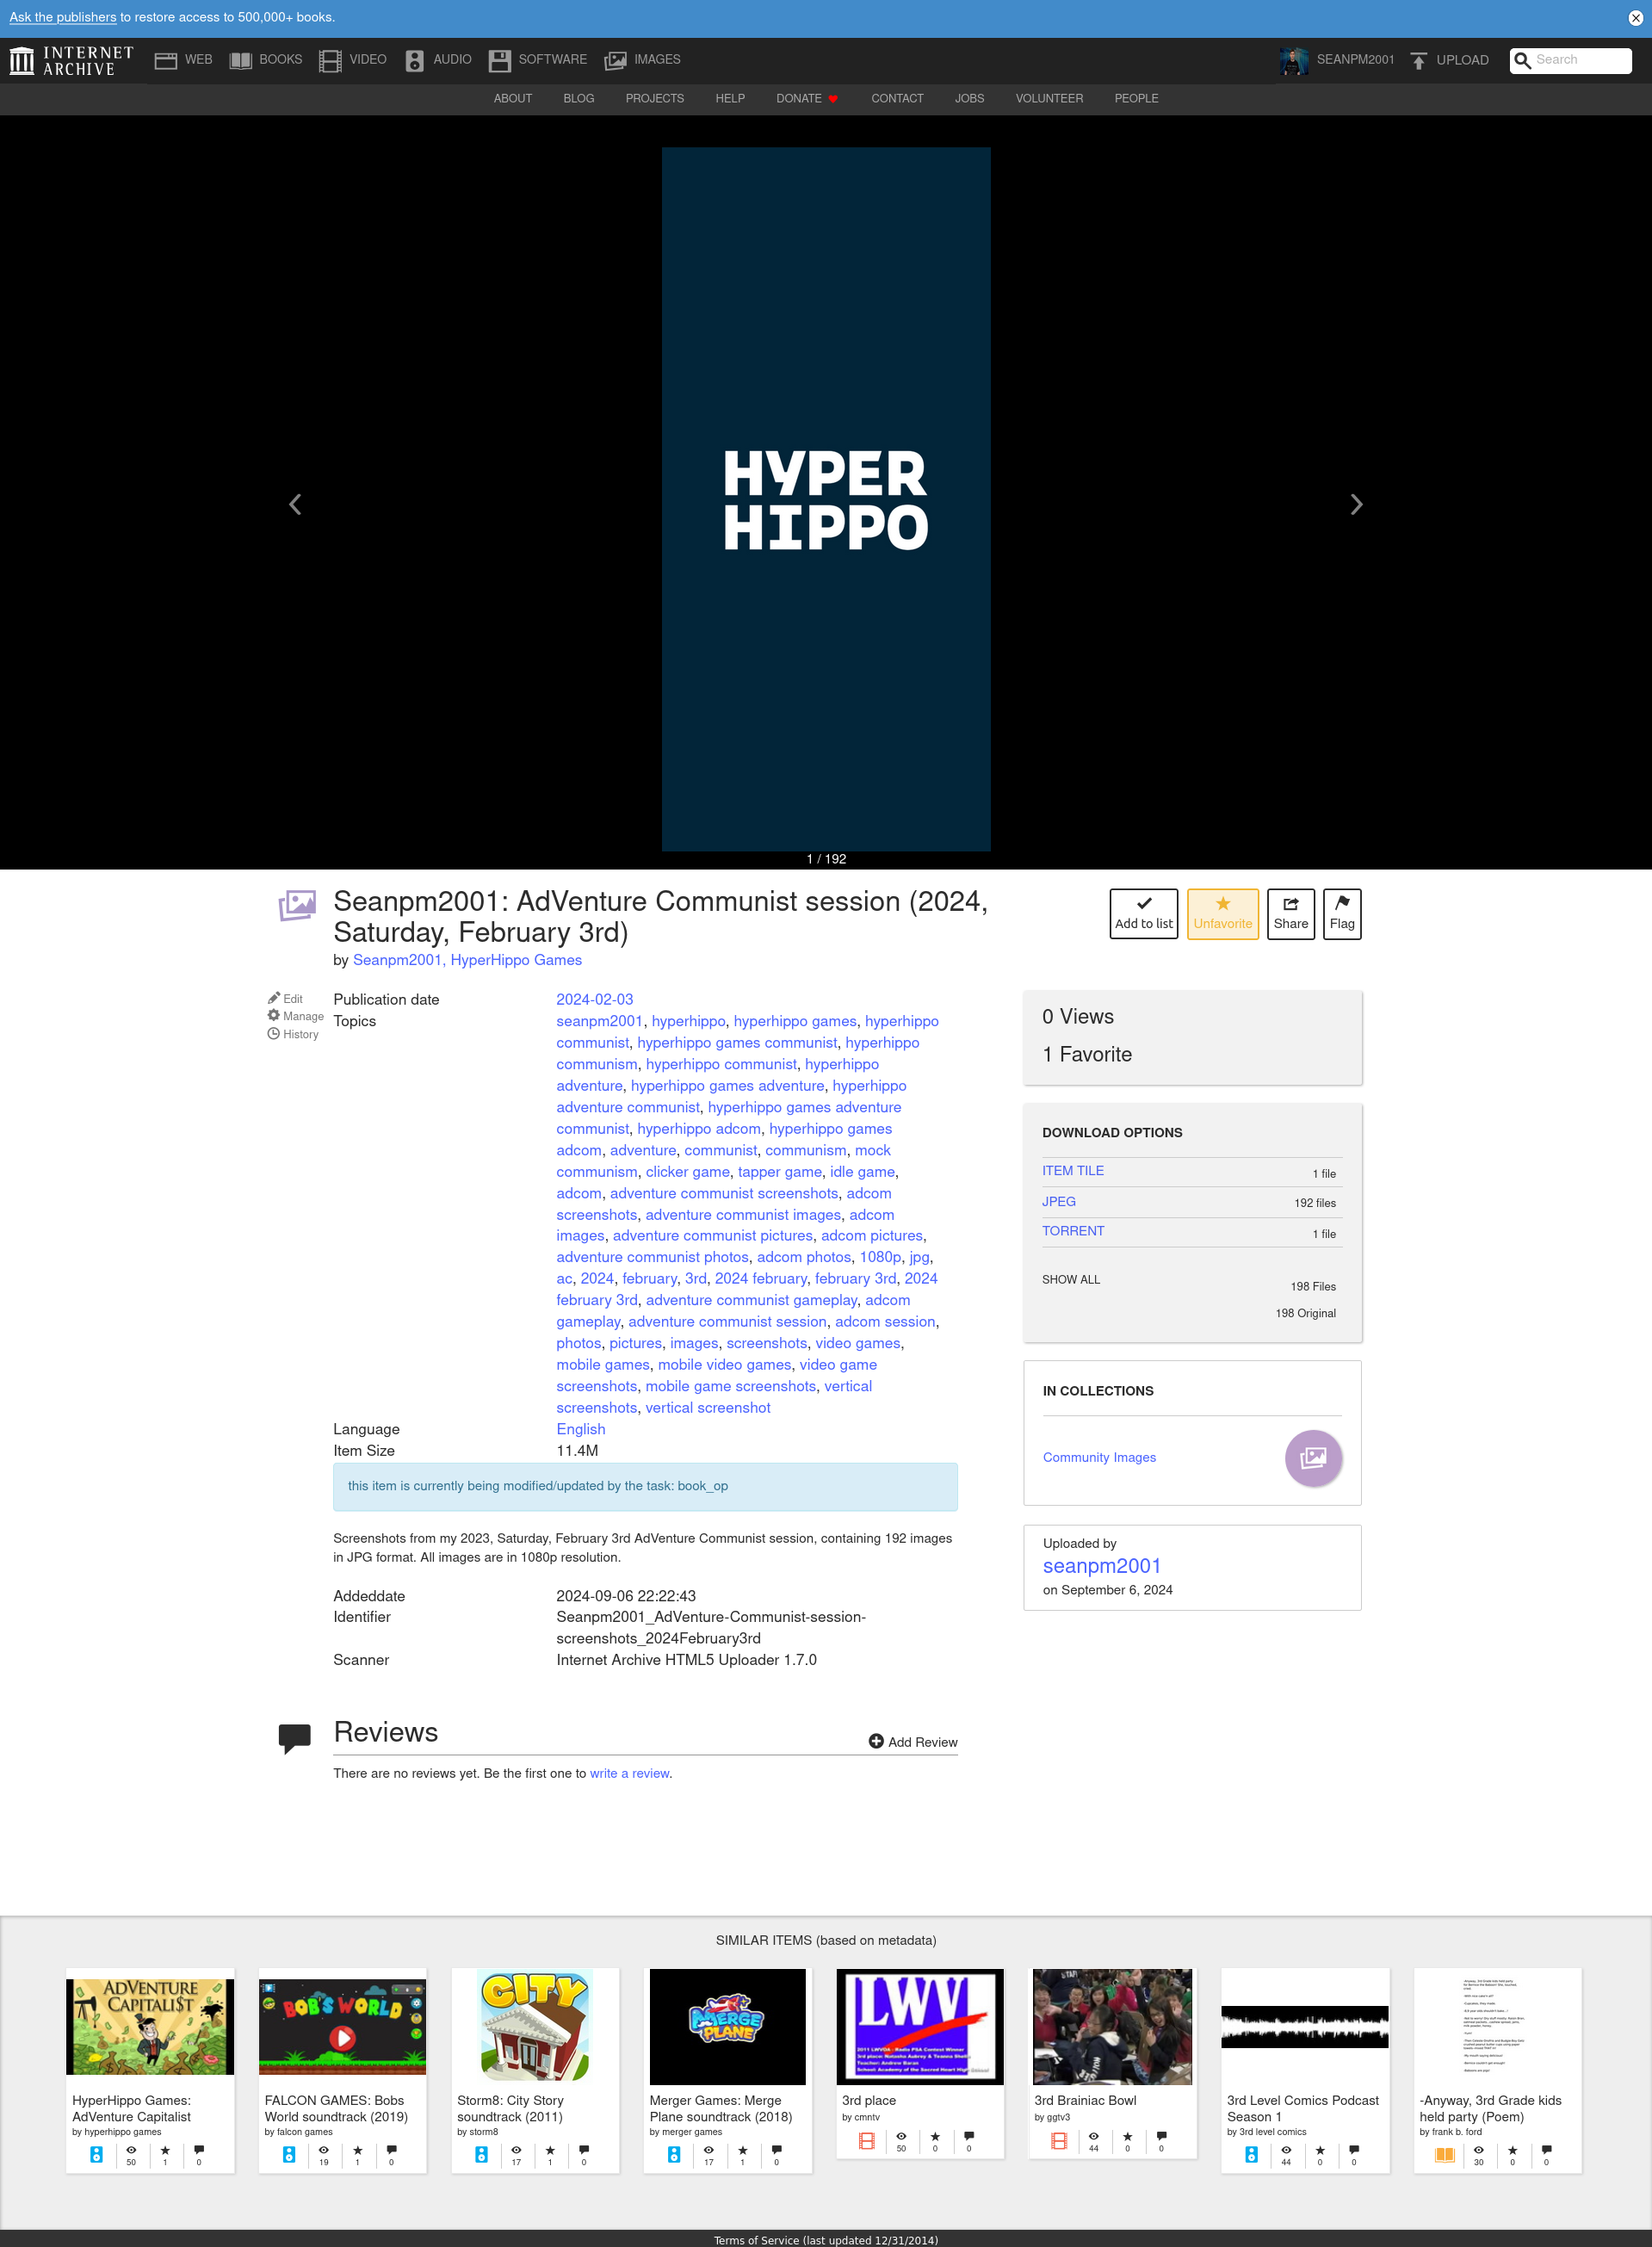 Ask the publishers to restore access to 500,000+ books.
INTERNET ARCHIVE
WEB BOOKS VIDEO AUDIO SOFTWARE IMAGES
SEANPM2001 UPLOAD Search
ABOUT BLOG PROJECTS HELP DONATE CONTACT JOBS VOLUNTEER PEOPLE
HYPER
HIPPO
1 / 192
Seanpm2001: AdVenture Communist session (2024,
Saturday, February 3rd)
by Seanpm2001, HyperHippo Games
Add to list
Unfavorite
Share
Flag
Edit
Manage
History
Publication date 2024-02-03
Topics seanpm2001, hyperhippo, hyperhippo games, hyperhippo
communist, hyperhippo games communist, hyperhippo
communism, hyperhippo communist, hyperhippo
adventure, hyperhippo games adventure, hyperhippo
adventure communist, hyperhippo games adventure
communist, hyperhippo adcom, hyperhippo games
adcom, adventure, communist, communism, mock
communism, clicker game, tapper game, idle game,
adcom, adventure communist screenshots, adcom
screenshots, adventure communist images, adcom
images, adventure communist pictures, adcom pictures,
adventure communist photos, adcom photos, 1080p, jpg,
ac, 2024, february, 3rd, 2024 february, february 3rd, 2024
february 3rd, adventure communist gameplay, adcom
gameplay, adventure communist session, adcom session,
photos, pictures, images, screenshots, video games,
mobile games, mobile video games, video game
screenshots, mobile game screenshots, vertical
screenshots, vertical screenshot
Language English
Item Size 11.4M
this item is currently being modified/updated by the task: book_op
Screenshots from my 2023, Saturday, February 3rd AdVenture Communist session, containing 192 images
in JPG format. All images are in 1080p resolution.
Addeddate 2024-09-06 22:22:43
Identifier Seanpm2001_AdVenture-Communist-session-
screenshots_2024February3rd
Scanner Internet Archive HTML5 Uploader 1.7.0
0 Views
1 Favorite
DOWNLOAD OPTIONS
ITEM TILE 1 file
JPEG 192 files
TORRENT 1 file
SHOW ALL 198 Files
198 Original
IN COLLECTIONS
Community Images
Uploaded by
seanpm2001
on September 6, 2024
Reviews
Add Review
There are no reviews yet. Be the first one to write a review.
SIMILAR ITEMS (based on metadata)
ADVENTURE
CAPITALI$T
HyperHippo Games:
AdVenture Capitalist
by hyperhippo games
50 1 0
BOB'S WORLD
FALCON GAMES: Bobs
World soundtrack (2019)
by falcon games
19 1 0
CITY
Storm8: City Story
soundtrack (2011)
by storm8
17 1 0
MERGE
PLANE
Merger Games: Merge
Plane soundtrack (2018)
by merger games
17 1 0
LWV
3rd place
by cmntv
50 0 0
3rd Brainiac Bowl
by ggtv3
44 0 0
3rd Level Comics Podcast
Season 1
by 3rd level comics
44 0 0
-Anyway, 3rd Grade kids
held party (Poem)
by frank b. ford
30 0 0
Terms of Service (last updated 12/31/2014)